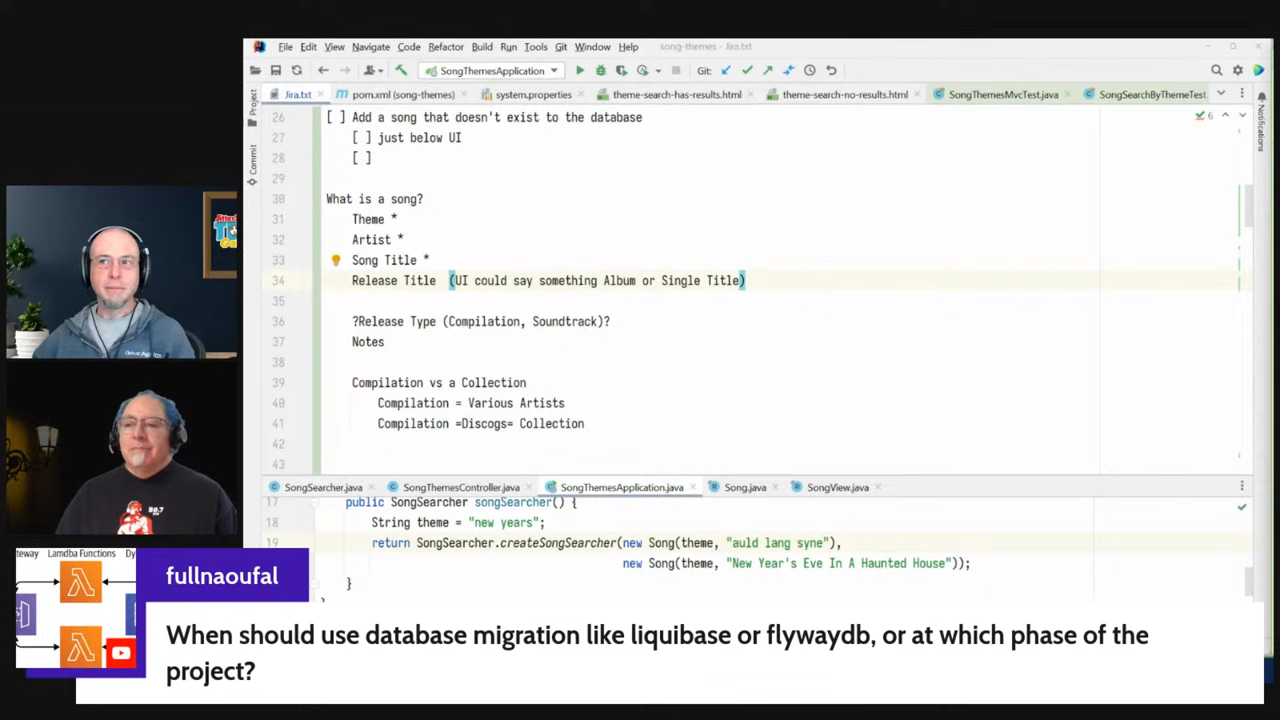 File Edit View Navigate Code Refactor Build Run Tools Git Window Help song-themes - Jira.txt
SongThemesApplication Git:
Jira.txt pom.xml (song-themes) system.properties theme-search-has-results.html theme-search-no-results.html SongThemesMvcTest.java SongSearchByThemeTest.
Project
Commit
Notifications
6
26 [ ] Add a song that doesn't exist to the database
27 [ ] just below UI
28 [ ]
29
30 What is a song?
31 Theme *
32 Artist *
33 Song Title *
34 Release Title (UI could say something Album or Single Title)
35
36 ?Release Type (Compilation, Soundtrack)?
37 Notes
38
39 Compilation vs a Collection
40 Compilation = Various Artists
41 Compilation =Discogs= Collection
42
43
SongSearcher.java SongThemesController.java SongThemesApplication.java Song.java SongView.java
17 public SongSearcher songSearcher() {
18 String theme = "new years";
19 return SongSearcher.createSongSearcher(new Song(theme, "auld lang syne"),
new Song(theme, "New Year's Eve In A Haunted House"));
}
teway Lamdba Functions Dy
fullnaoufal
When should use database migration like liquibase or flywaydb, or at which phase of the
project?